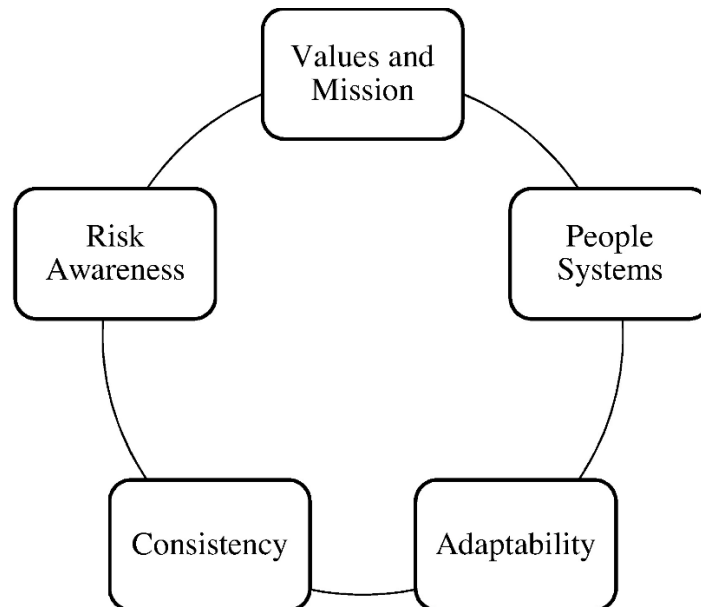 Values and
Mission
People
Systems
Adaptability
Consistency
Risk
Awareness